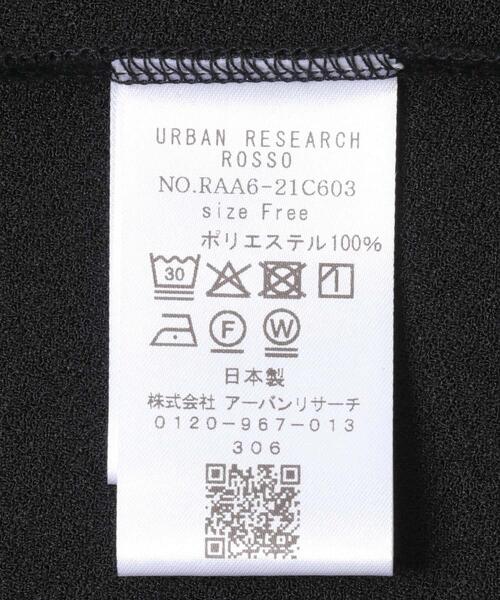 URBAN RESEARCH
ROSSO
NO.RAA6-21C603
size Free
ポリエステル100%
30
F W
日本製
株式会社 アーバンリサーチ
0120-967-013
306